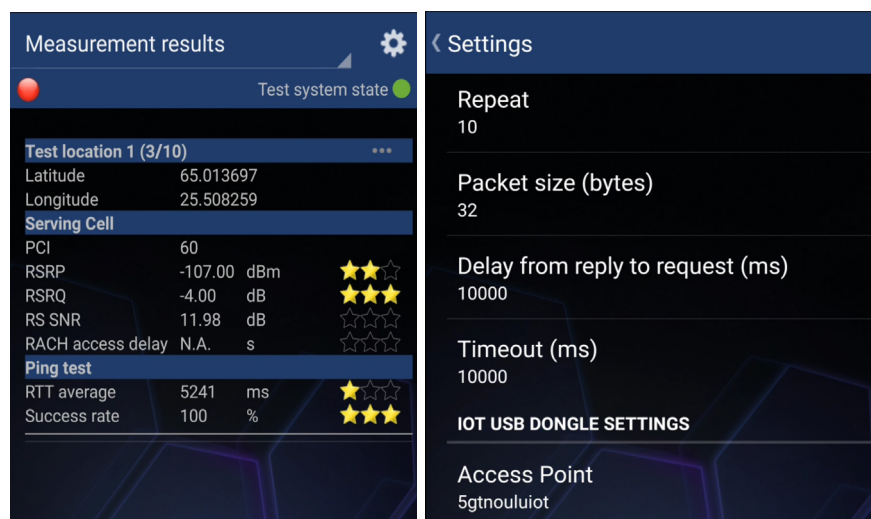 Measurement results
Test system state
Test location 1 (3/10)
Latitude 65.013697
Longitude 25.508259
Serving Cell
PCI 60
RSRP -107.00 dBm
RSRQ -4.00 dB
RS SNR 11.98 dB
RACH access delay N.A. s
Ping test
RTT average 5241 ms
Success rate 100 %
Settings
Repeat
10
Packet size (bytes)
32
Delay from reply to request (ms)
10000
Timeout (ms)
10000
IOT USB DONGLE SETTINGS
Access Point
5gtnouluiot